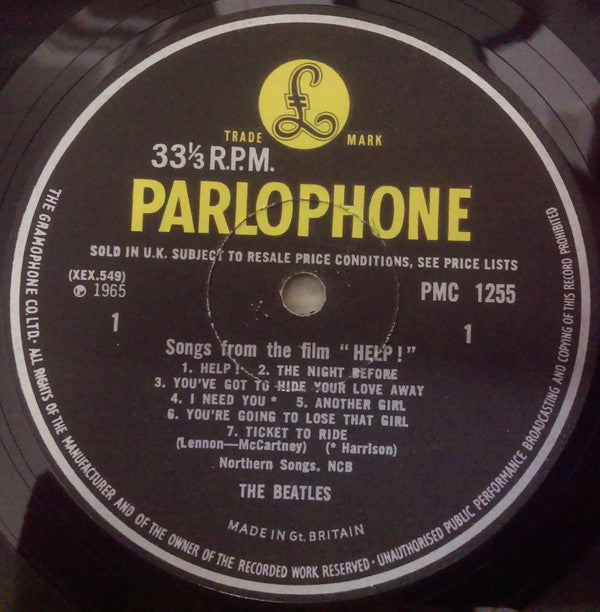 £
TRADE MARK
33⅓ R.P.M.
PARLOPHONE
SOLD IN U.K. SUBJECT TO RESALE PRICE CONDITIONS, SEE PRICE LISTS
(XEX.549)
℗ 1965
PMC 1255
1
1
Songs from the film "HELP!"
1. HELP! 2. THE NIGHT BEFORE
3. YOU'VE GOT TO HIDE YOUR LOVE AWAY
4. I NEED YOU * 5. ANOTHER GIRL
6. YOU'RE GOING TO LOSE THAT GIRL
7. TICKET TO RIDE
(Lennon—McCartney) (* Harrison)
Northern Songs. NCB
THE BEATLES
MADE IN Gt. BRITAIN
THE GRAMOPHONE CO. LTD. · ALL RIGHTS OF THE MANUFACTURER AND OF THE OWNER OF THE RECORDED WORK RESERVED · UNAUTHORISED PUBLIC PERFORMANCE BROADCASTING AND COPYING OF THIS RECORD PROHIBITED